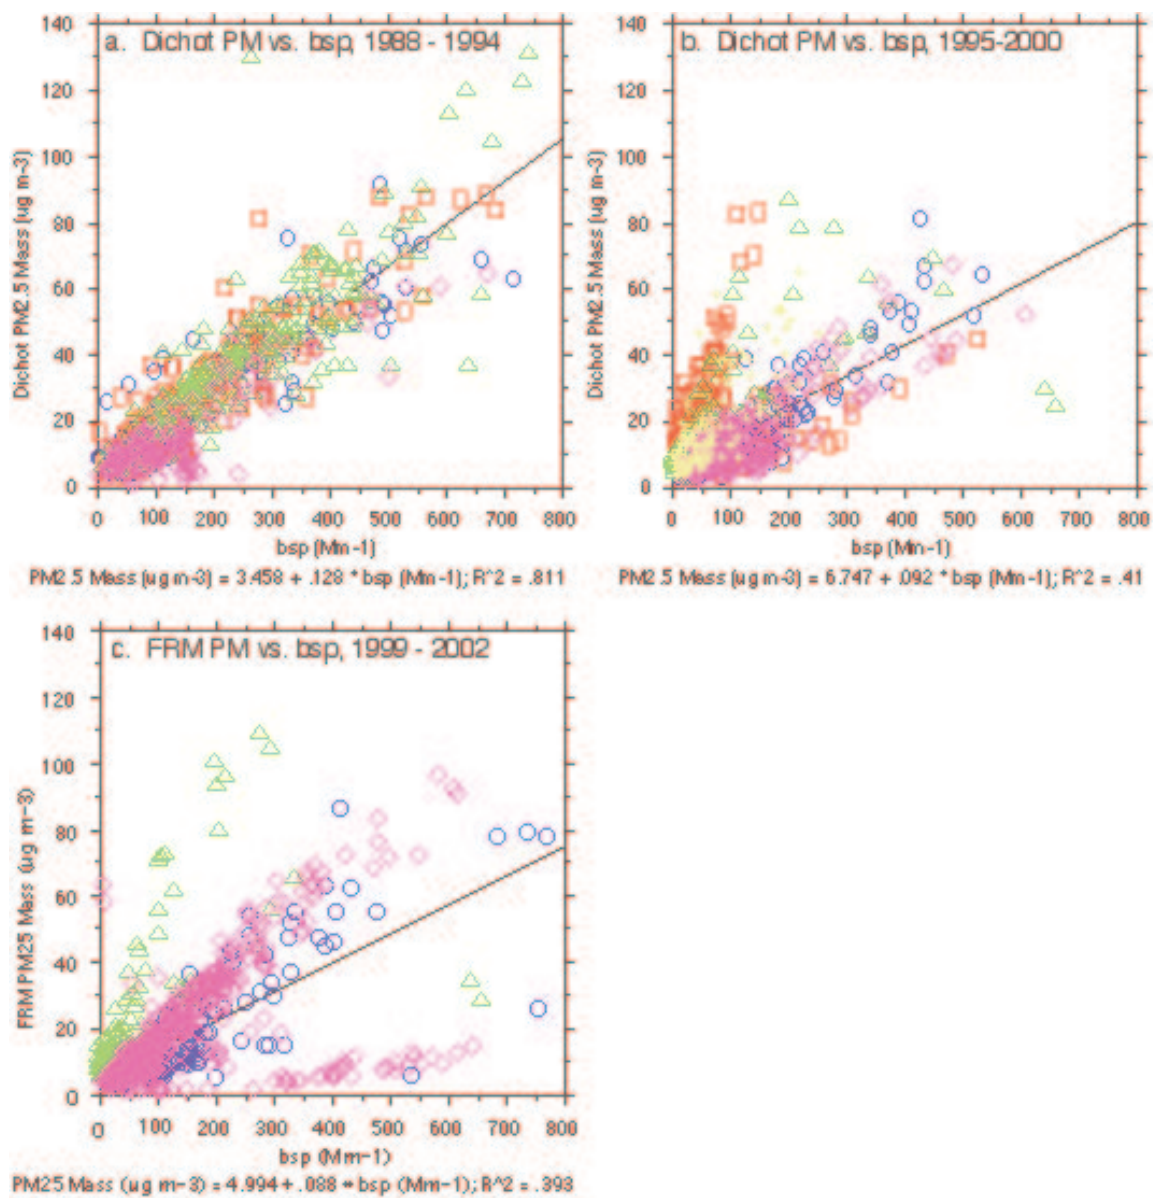 a. Dichot PM vs. bsp, 1988 - 1994
140
120
100
80
60
40
20
0
Dichot PM2.5 Mass (ug m-3)
0 100 200 300 400 500 600 700 800
bsp (Mm-1)
PM2.5 Mass (ug m-3) = 3.458 + .128 * bsp (Mm-1); R^2 = .811
b. Dichot PM vs. bsp, 1995-2000
140
120
100
80
60
40
20
0
Dichot PM2.5 Mass (ug m-3)
0 100 200 300 400 500 600 700 800
bsp (Mm-1)
PM2.5 Mass (ug m-3) = 6.747 + .092 * bsp (Mm-1); R^2 = .41
c. FRM PM vs. bsp, 1999 - 2002
140
120
100
80
60
40
20
0
FRM PM25 Mass (ug m-3)
0 100 200 300 400 500 600 700 800
bsp (Mm-1)
PM25 Mass (ug m-3) = 4.994 + .088 * bsp (Mm-1); R^2 = .393